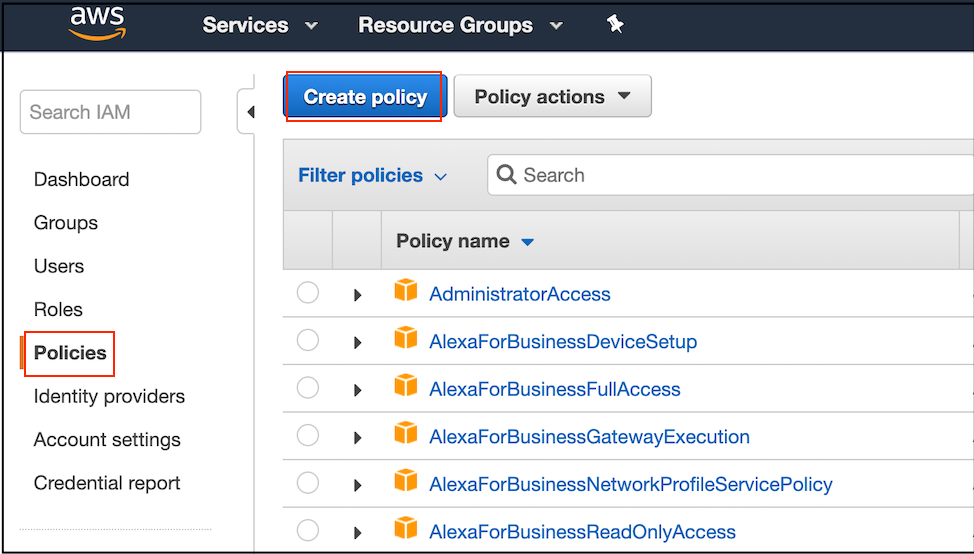 aws
Services
Resource Groups
Search IAM
Dashboard
Groups
Users
Roles
Policies
Identity providers
Account settings
Credential report
Create policy
Policy actions
Filter policies
Search
Policy name
AdministratorAccess
AlexaForBusinessDeviceSetup
AlexaForBusinessFullAccess
AlexaForBusinessGatewayExecution
AlexaForBusinessNetworkProfileServicePolicy
AlexaForBusinessReadOnlyAccess